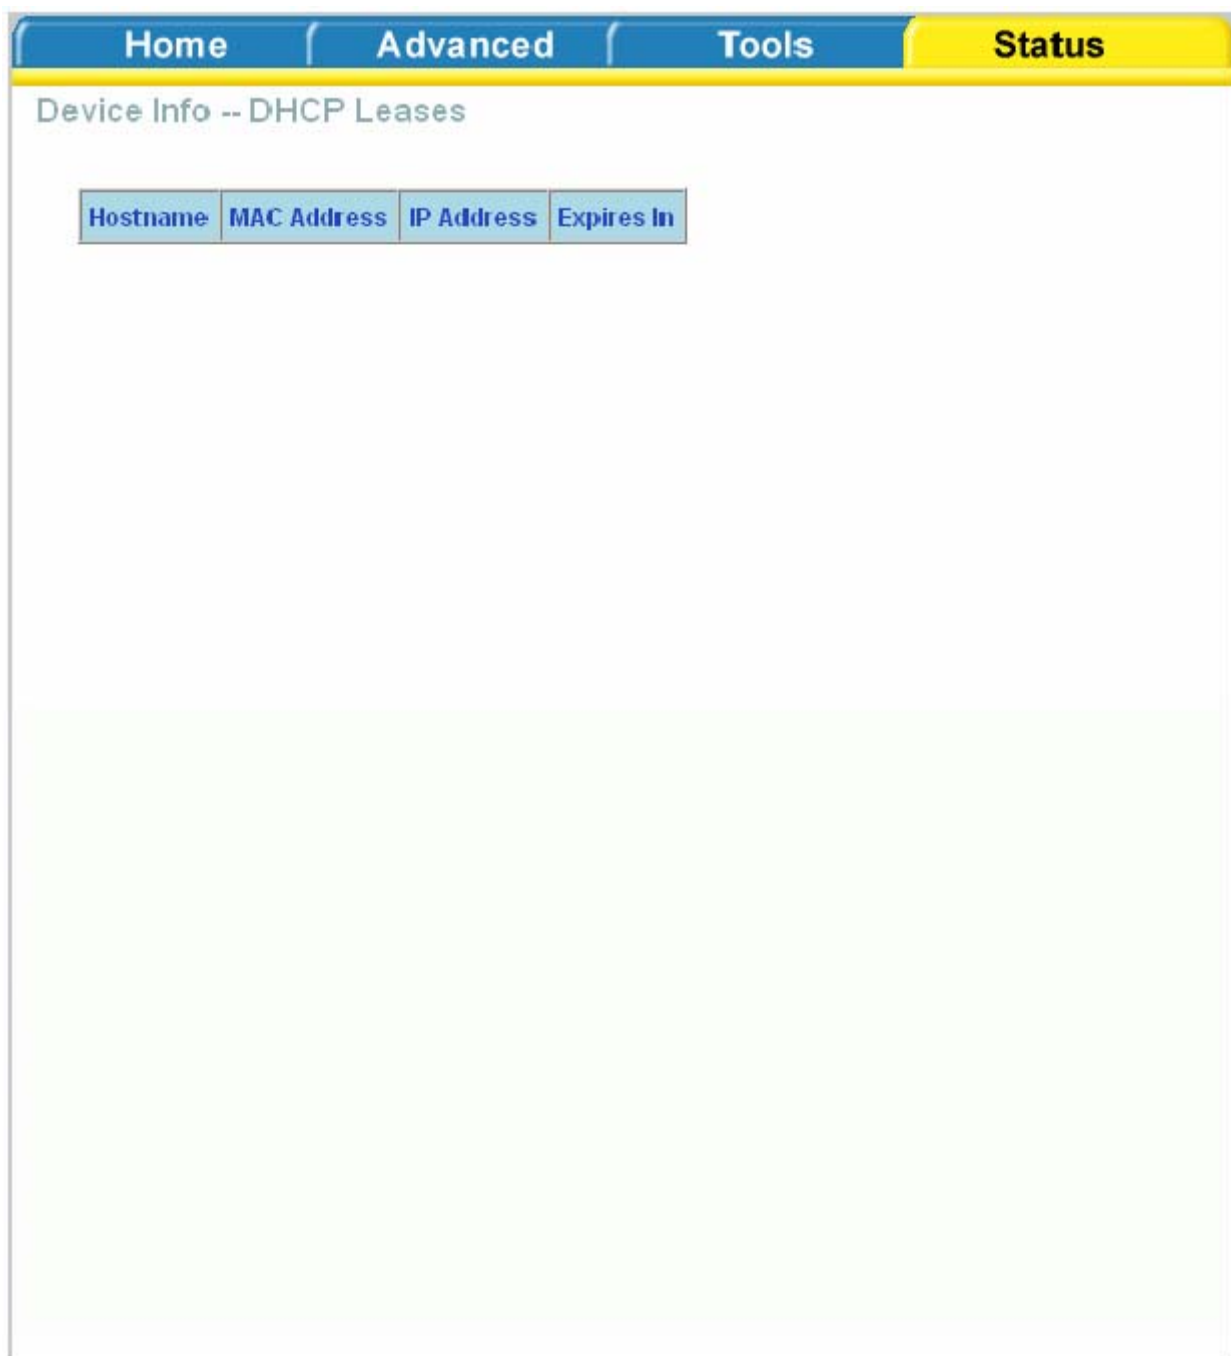 Home Advanced Tools Status
Device Info -- DHCP Leases
Hostname MAC Address IP Address Expires In